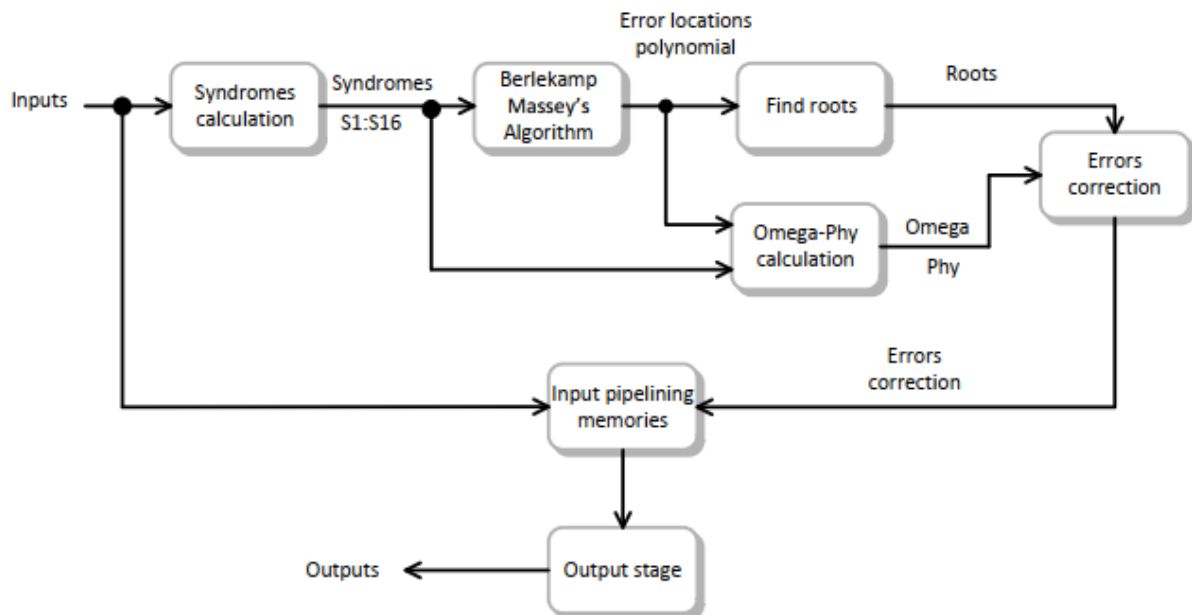 Error locations
polynomial
Inputs
Syndromes
calculation
Syndromes
S1:S16
Berlekamp
Massey's
Algorithm
Find roots
Roots
Errors
correction
Omega-Phy
calculation
Omega
Phy
Errors
correction
Input pipelining
memories
Outputs
Output stage